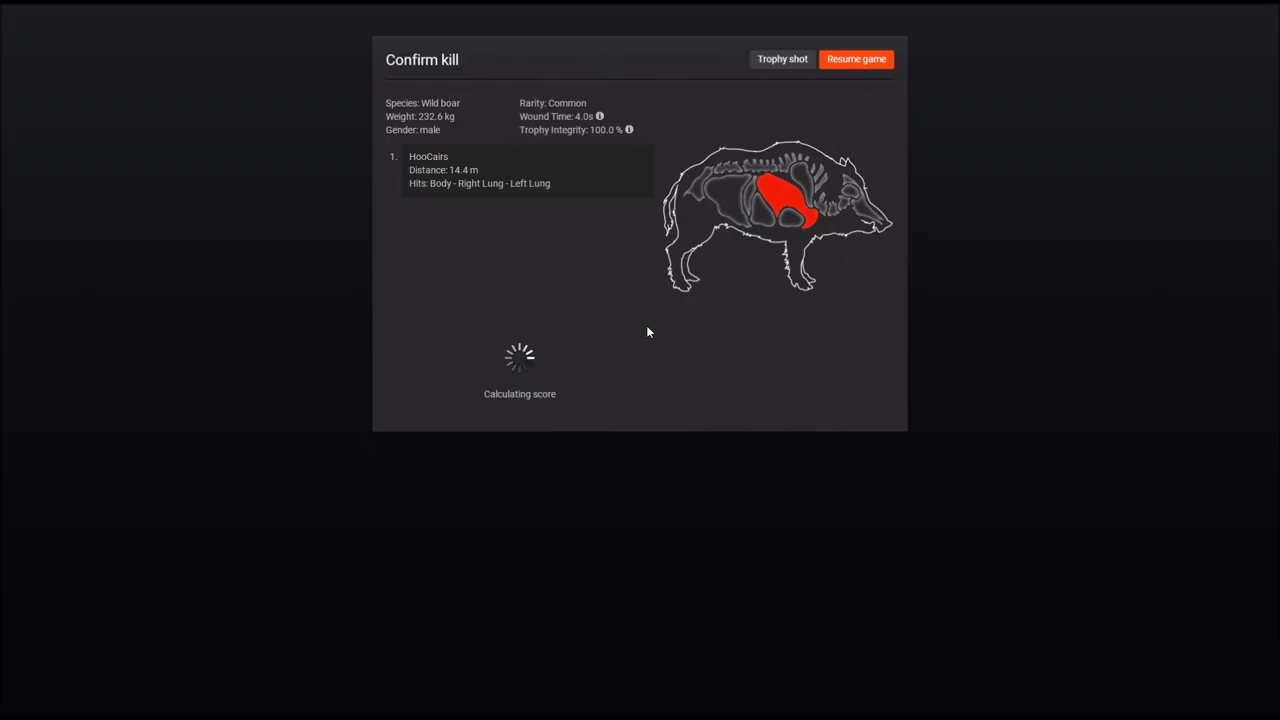 Confirm kill
Trophy shot
Resume game
Species: Wild boar
Rarity: Common
Weight: 232.6 kg
Wound Time: 4.0s
Gender: male
Trophy Integrity: 100.0 %
1. HooCairs
Distance: 14.4 m
Hits: Body - Right Lung - Left Lung
Calculating score